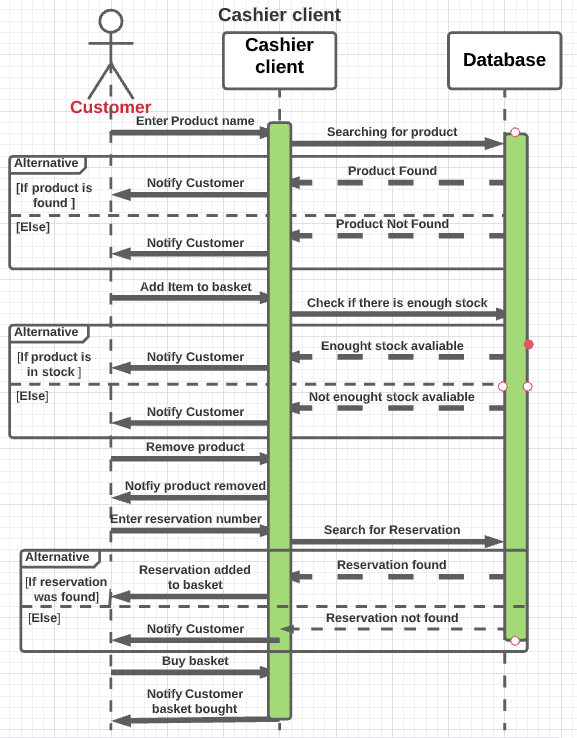 Cashier client
Cashier
client
Database
Customer
Enter Product name
Searching for product
Alternative
[If product is
found ]
Product Found
Notify Customer
[Else]
Product Not Found
Notify Customer
Add Item to basket
Check if there is enough stock
Alternative
[If product is
in stock ]
Enought stock avaliable
Notify Customer
[Else]
Not enought stock avaliable
Notify Customer
Remove product
Notfiy product removed
Enter reservation number
Search for Reservation
Alternative
[If reservation
was found]
Reservation found
Reservation added
to basket
[Else]
Reservation not found
Notify Customer
Buy basket
Notify Customer
basket bought